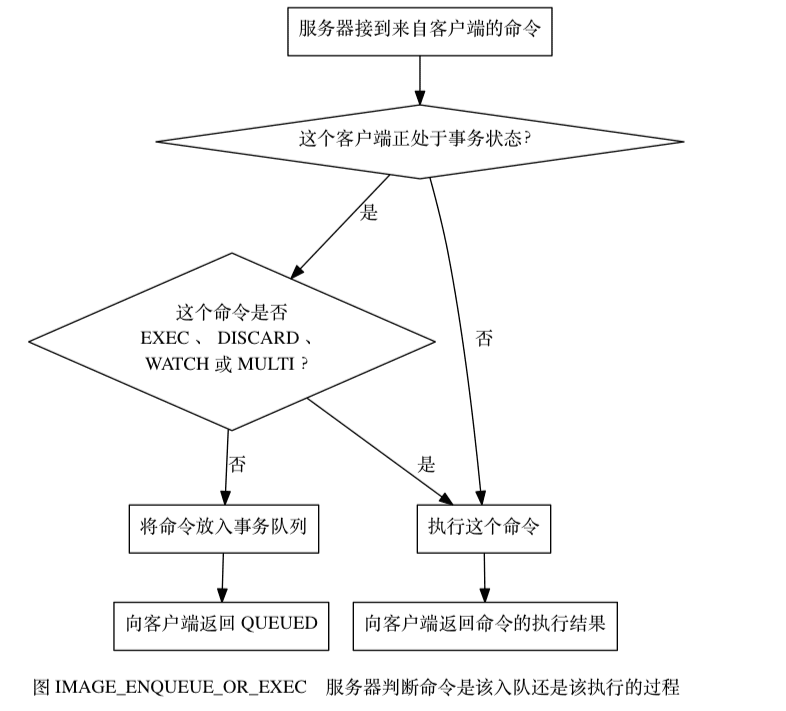 服务器接到来自客户端的命令
这个客户端正处于事务状态?
是
这个命令是否
EXEC 、 DISCARD 、
WATCH 或 MULTI ?
否
否
是
将命令放入事务队列
执行这个命令
向客户端返回 QUEUED
向客户端返回命令的执行结果
图 IMAGE_ENQUEUE_OR_EXEC 服务器判断命令是该入队还是该执行的过程